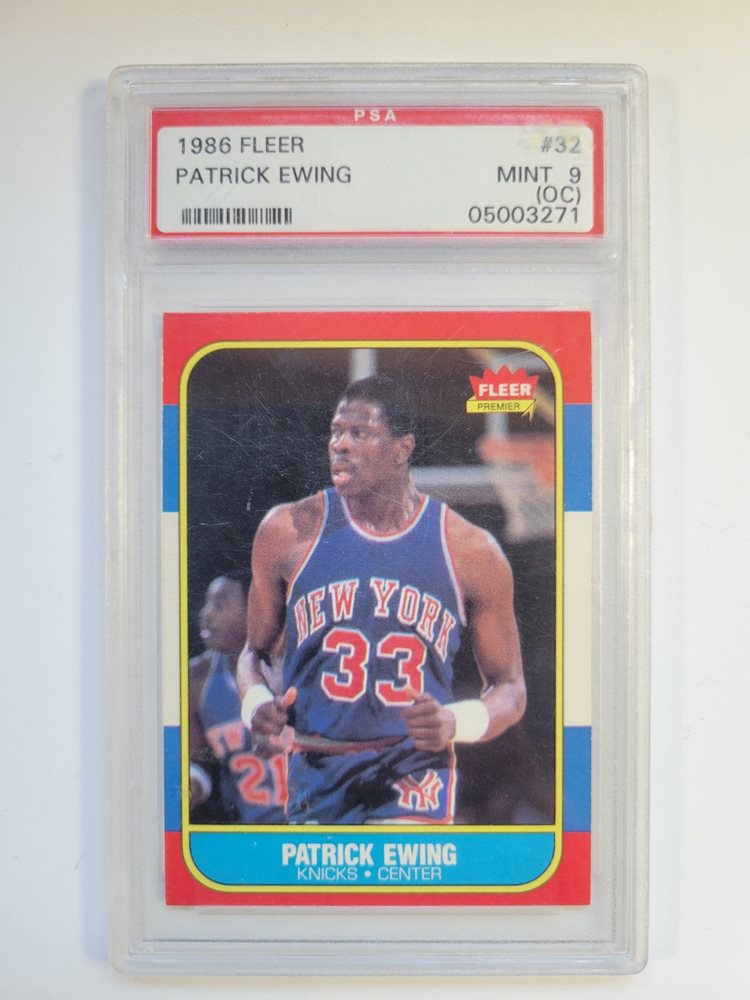 PSA
1986 FLEER #32
PATRICK EWING MINT 9
(OC)
05003271
FLEER
PREMIER
NEW YORK
33
21
NY
PATRICK EWING
KNICKS • CENTER